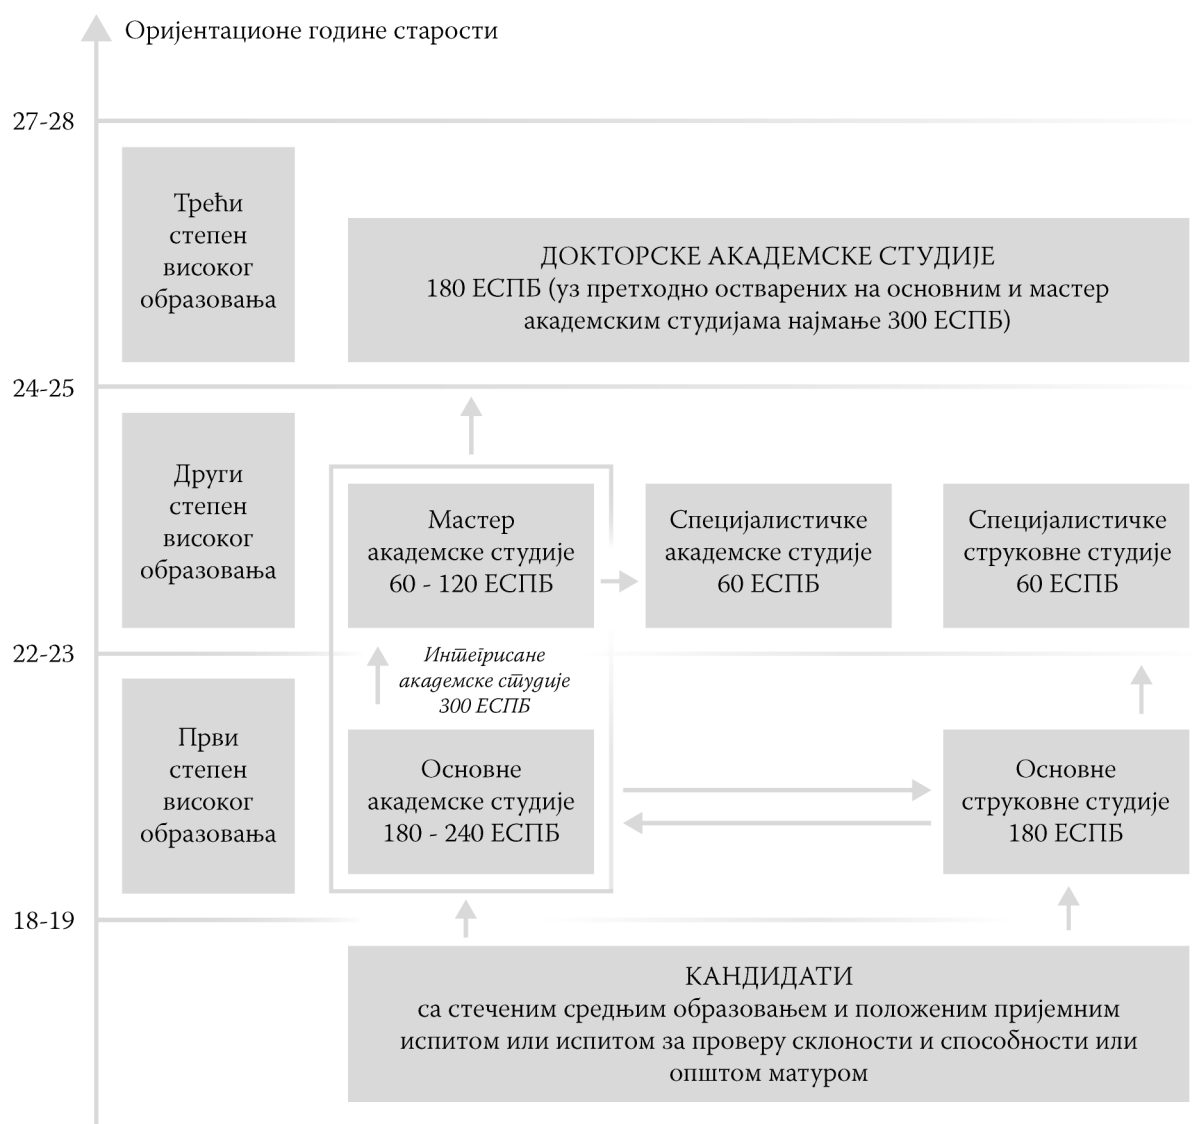 Оријентационе године старости
27-28
Трећи
степен
високог
образовања
ДОКТОРСКЕ АКАДЕМСКЕ СТУДИЈЕ
180 ЕСПБ (уз претходно остварених на основним и мастер
академским студијама најмање 300 ЕСПБ)
24-25
Други
степен
високог
образовања
Мастер
академске студије
60 - 120 ЕСПБ
Специјалистичке
академске студије
60 ЕСПБ
Специјалистичке
струковне студије
60 ЕСПБ
22-23
Интегрисане
академске студије
300 ЕСПБ
Први
степен
високог
образовања
Основне
академске студије
180 - 240 ЕСПБ
Основне
струковне студије
180 ЕСПБ
18-19
КАНДИДАТИ
са стеченим средњим образовањем и положеним пријемним
испитом или испитом за проверу склоности и способности или
општом матуром